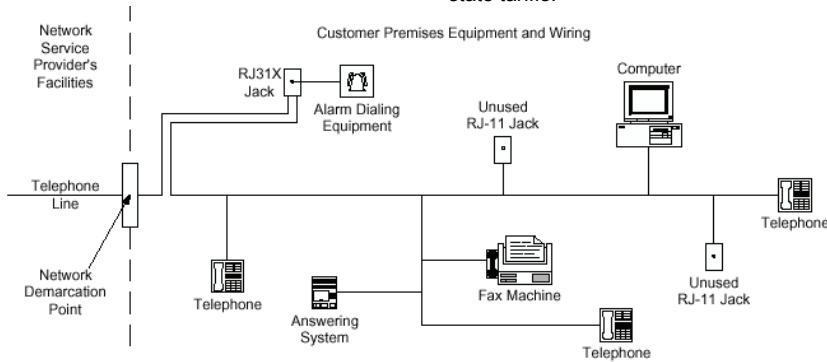 Network
Service
Provider's
Facilities
Customer Premises Equipment and Wiring
RJ31X
Jack
Alarm Dialing
Equipment
Unused
RJ-11 Jack
Computer
Telephone
Line
Telephone
Network
Demarcation
Point
Telephone
Answering
System
Fax Machine
Unused
RJ-11 Jack
Telephone